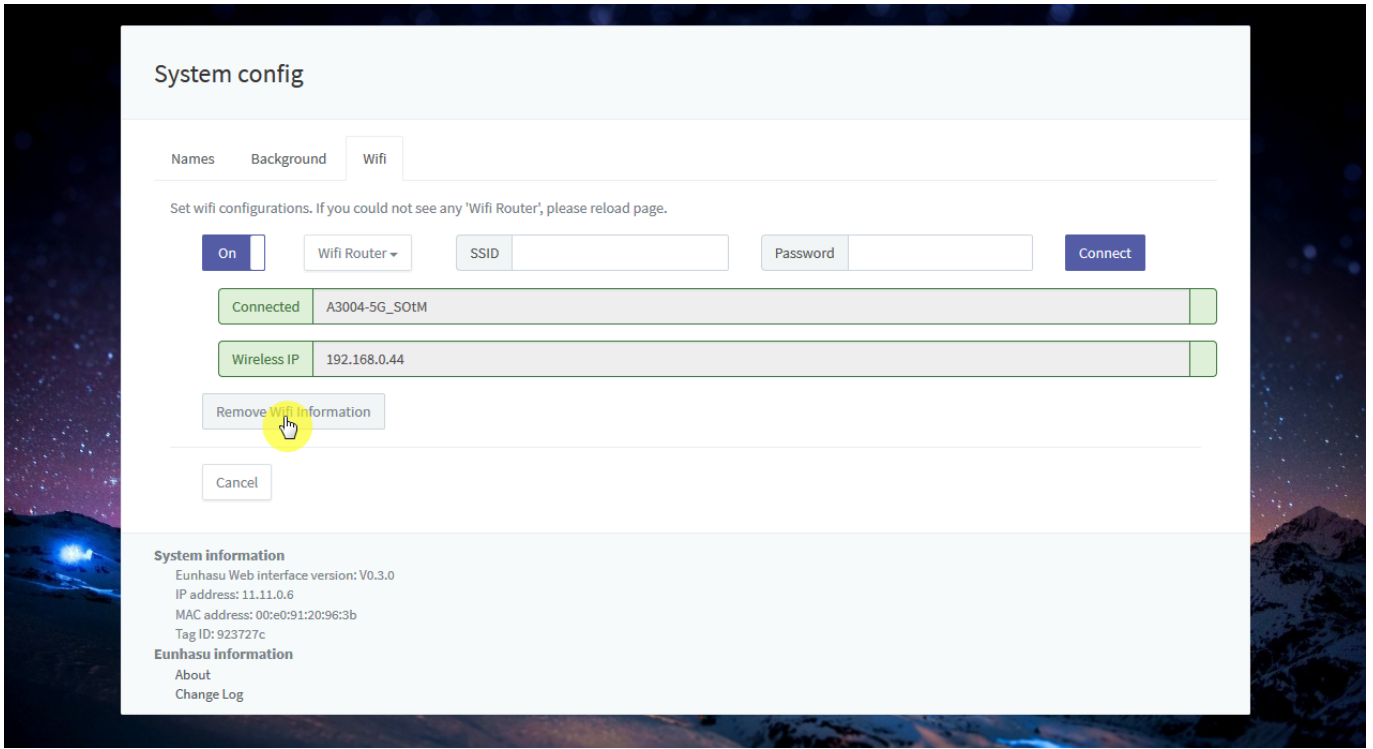 System config
Names Background Wifi
Set wifi configurations. If you could not see any 'Wifi Router', please reload page.
On Wifi Router SSID Password Connect
Connected A3004-5G_SOtM
Wireless IP 192.168.0.44
Remove Wifi Information
Cancel
System information
Eunhasu Web interface version: V0.3.0
IP address: 11.11.0.6
MAC address: 00:e0:91:20:96:3b
Tag ID: 923727c
Eunhasu information
About
Change Log